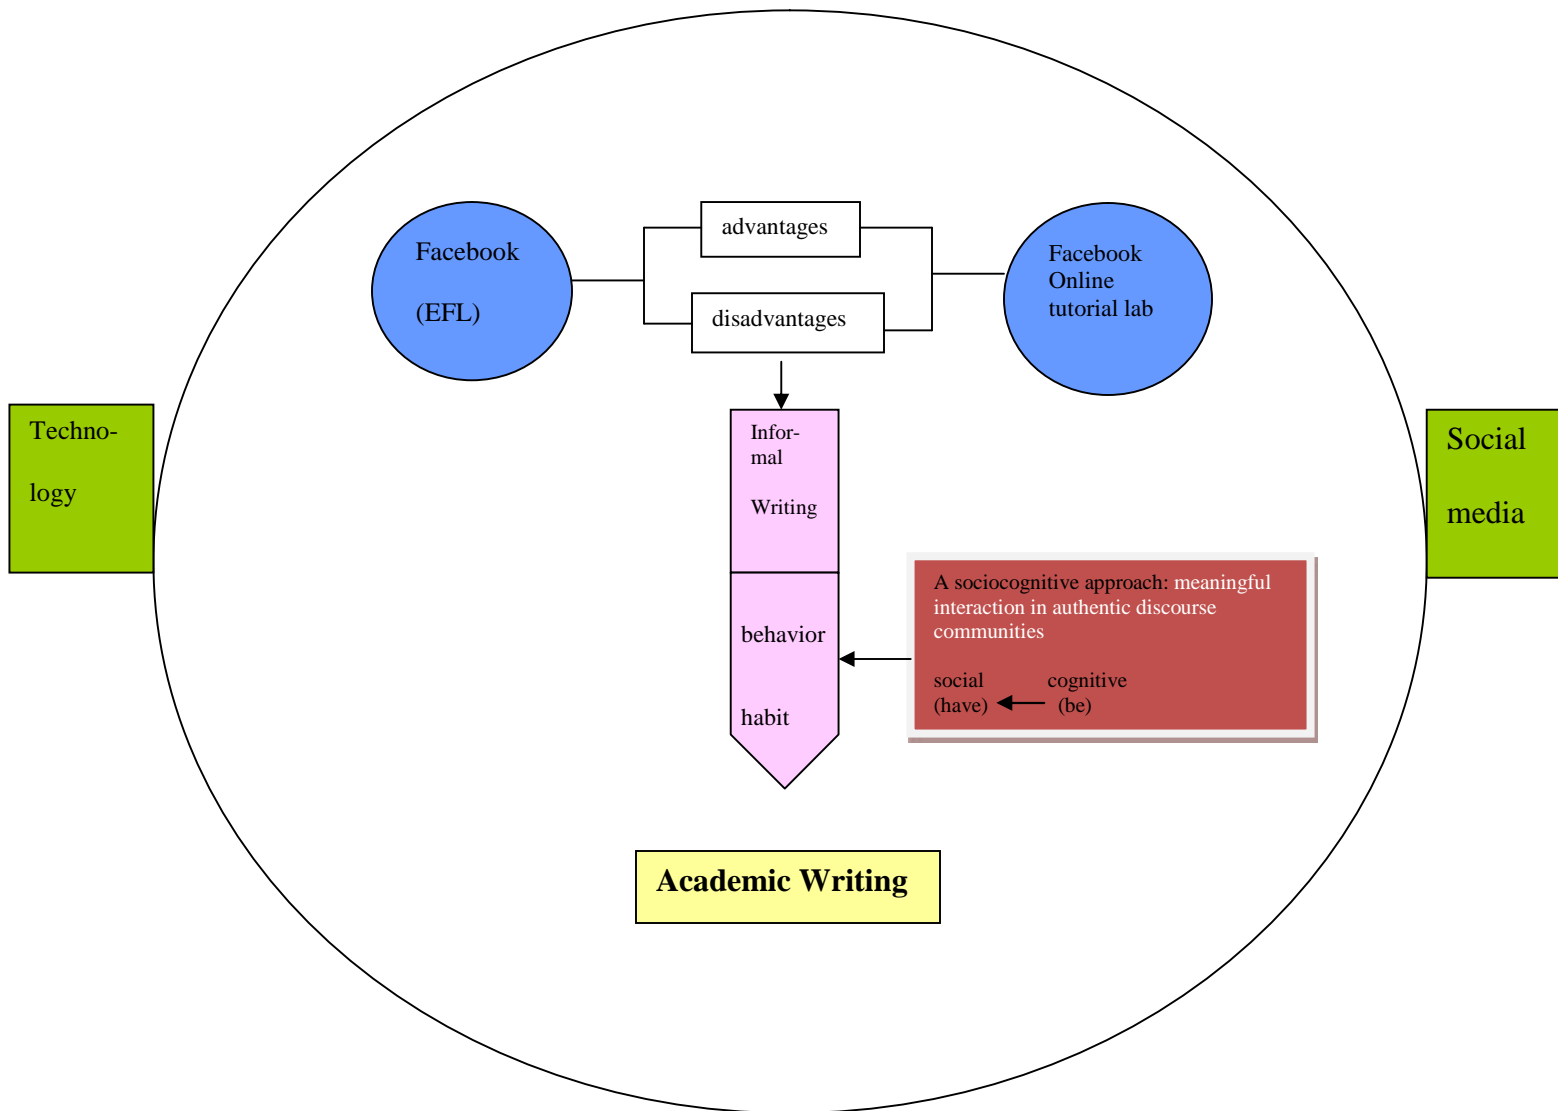 Facebook
(EFL)
advantages
disadvantages
Facebook
Online
tutorial lab
Techno-
logy
Infor-
mal
Writing
Social
media
behavior
habit
A sociocognitive approach: meaningful
interaction in authentic discourse
communities
social cognitive
(have) (be)
Academic Writing